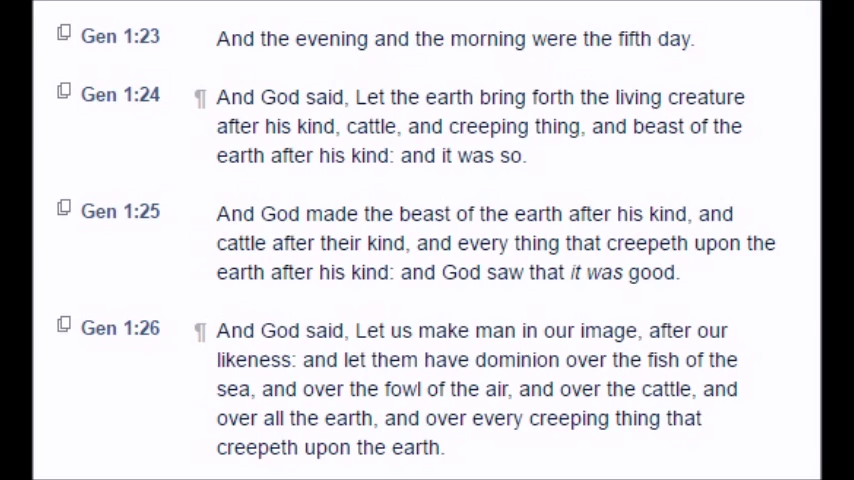 Gen 1:23 And the evening and the morning were the fifth day.
Gen 1:24 ¶ And God said, Let the earth bring forth the living creature
after his kind, cattle, and creeping thing, and beast of the
earth after his kind: and it was so.
Gen 1:25 And God made the beast of the earth after his kind, and
cattle after their kind, and every thing that creepeth upon the
earth after his kind: and God saw that it was good.
Gen 1:26 ¶ And God said, Let us make man in our image, after our
likeness: and let them have dominion over the fish of the
sea, and over the fowl of the air, and over the cattle, and
over all the earth, and over every creeping thing that
creepeth upon the earth.